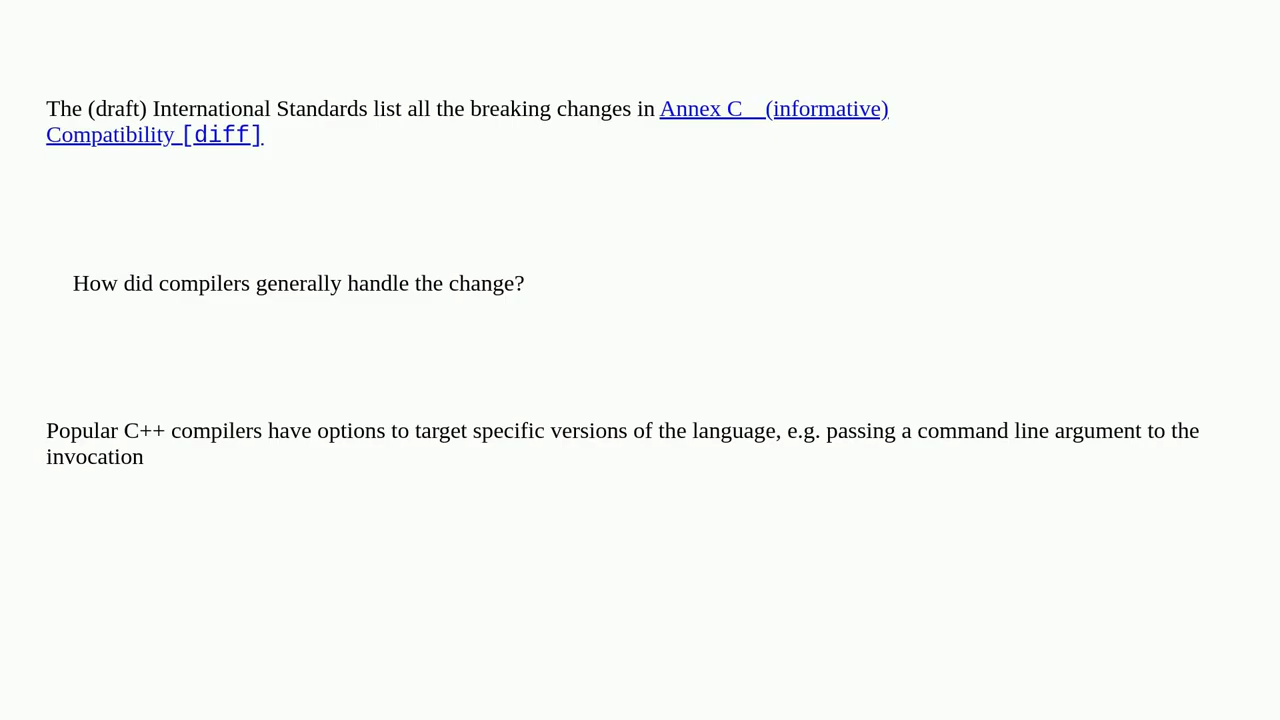 The (draft) International Standards list all the breaking changes in Annex C (informative)
Compatibility [diff]
How did compilers generally handle the change?
Popular C++ compilers have options to target specific versions of the language, e.g. passing a command line argument to the
invocation